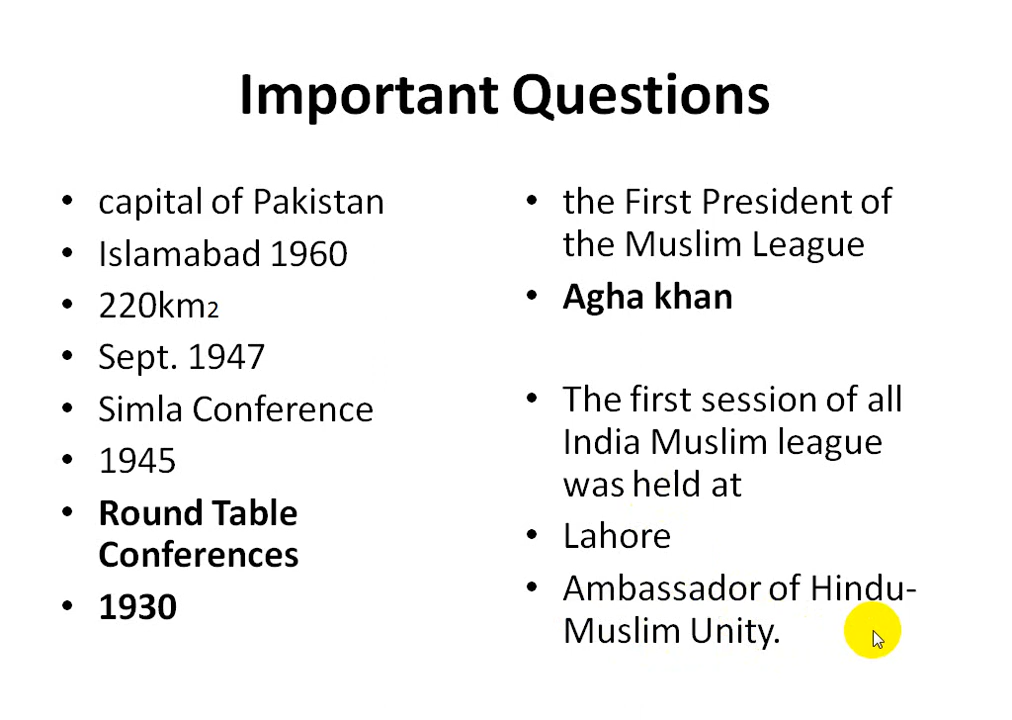 Important Questions
• capital of Pakistan
• Islamabad 1960
• 220km2
• Sept. 1947
• Simla Conference
• 1945
• Round Table
Conferences
• 1930
• the First President of
the Muslim League
• Agha khan
• The first session of all
India Muslim league
was held at
• Lahore
• Ambassador of Hindu-
Muslim Unity.